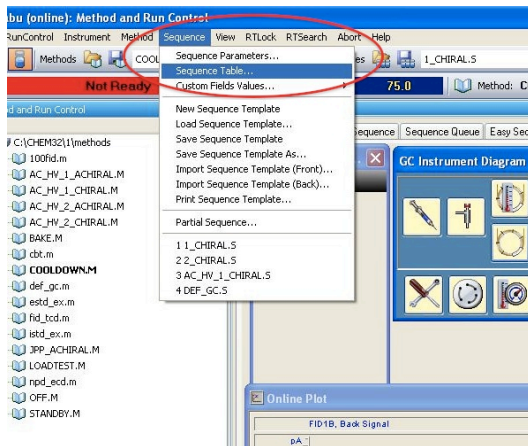 abu (online): Method and Run Control
RunControl Instrument Method Sequence View RTLock RTSearch Abort Help
Methods COOL
1_CHIRAL.S
Not Ready
75.0
Method: C
d and Run Control
Sequence Parameters...
Sequence Table...
Custom Fields Values...
New Sequence Template
Load Sequence Template...
Save Sequence Template
Save Sequence Template As...
Import Sequence Template (Front)...
Import Sequence Template (Back)...
Print Sequence Template...
Partial Sequence...
1 1_CHIRAL.S
2 2_CHIRAL.S
3 AC_HV_1_CHIRAL.S
4 DEF_GC.S
Sequence Sequence Queue Easy Sec
GC Instrument Diagram
C:\CHEM32\1\methods
100fid.m
AC_HV_1_ACHIRAL.M
AC_HV_1_CHIRAL.M
AC_HV_2_ACHIRAL.M
AC_HV_2_CHIRAL.M
BAKE.M
cbt.m
COOLDOWN.M
def_gc.m
estd_ex.m
fid_tcd.m
istd_ex.m
JPP_ACHIRAL.M
LOADTEST.M
npd_ecd.m
OFF.M
STANDBY.M
Online Plot
FID1B, Back Signal
pA